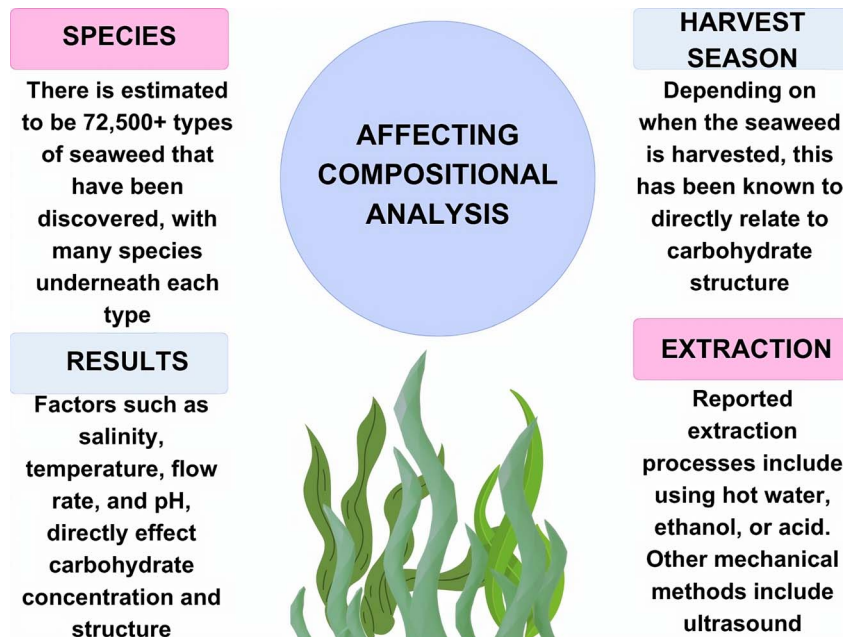 SPECIES
There is estimated
to be 72,500+ types
of seaweed that
have been
discovered, with
many species
underneath each
type
RESULTS
Factors such as
salinity,
temperature, flow
rate, and pH,
directly effect
carbohydrate
concentration and
structure
AFFECTING
COMPOSITIONAL
ANALYSIS
HARVEST
SEASON
Depending on
when the seaweed
is harvested, this
has been known to
directly relate to
carbohydrate
structure
EXTRACTION
Reported
extraction
processes include
using hot water,
ethanol, or acid.
Other mechanical
methods include
ultrasound